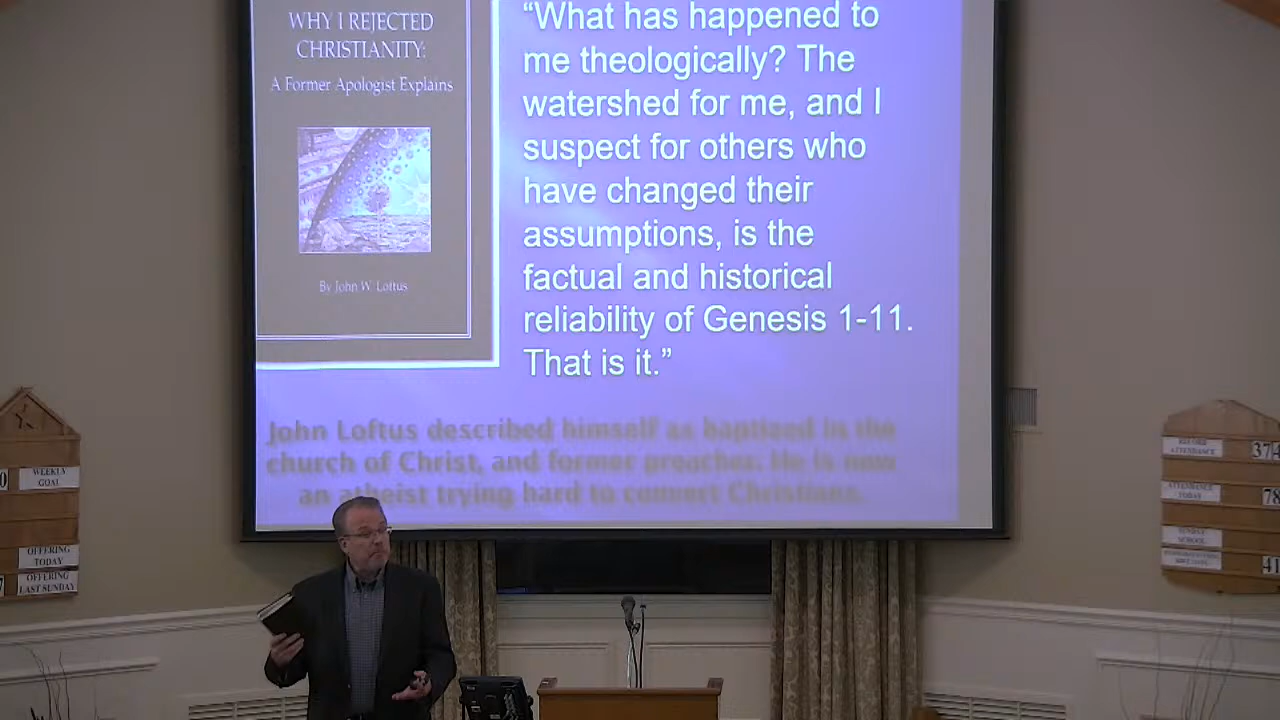 WHY I REJECTED
CHRISTIANITY:
A Former Apologist Explains
By John W. Loftus
“What has happened to
me theologically? The
watershed for me, and I
suspect for others who
have changed their
assumptions, is the
factual and historical
reliability of Genesis 1-11.
That is it.”
John Loftus described himself as baptized in the
church of Christ, and former preacher. He is now
an atheist trying hard to convert Christians.
WEEKLY
GOAL
OFFERING
TODAY
OFFERING
LAST SUNDAY
RECORD
ATTENDANCE
374
ATTENDANCE
TODAY
78
SUNDAY
SCHOOL
41